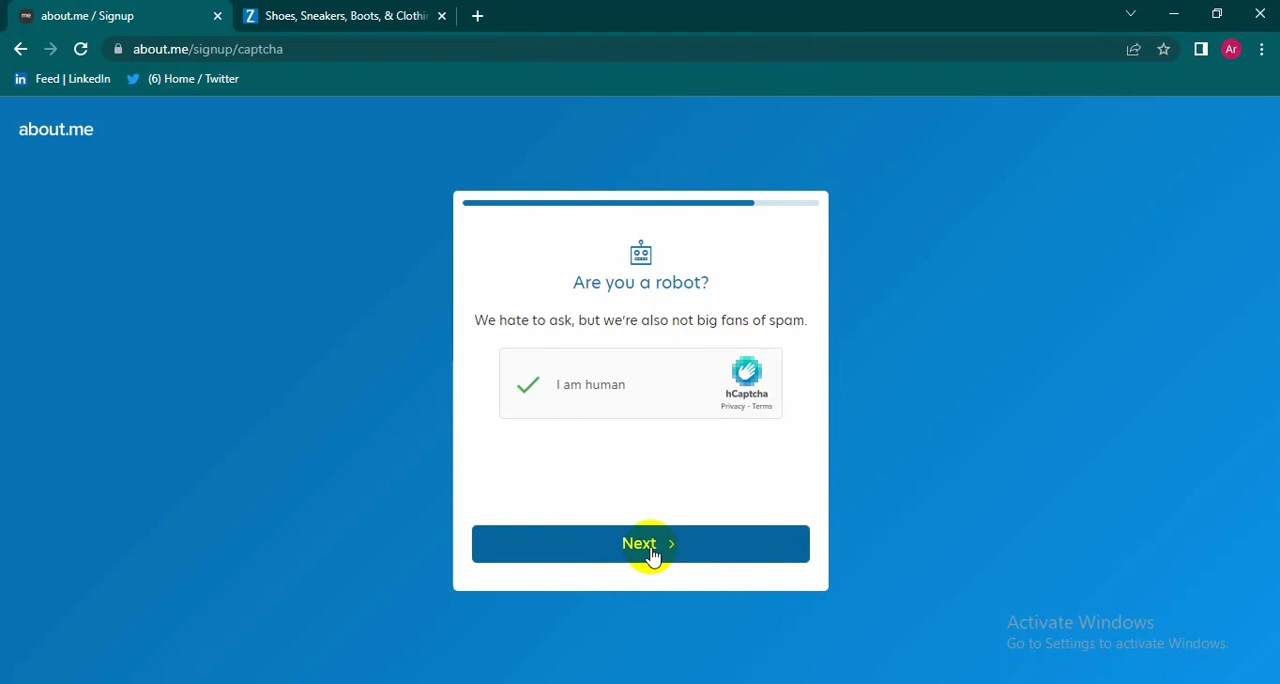 me about.me / Signup
Z Shoes, Sneakers, Boots, & Clothi
about.me/signup/captcha
Ar
in Feed | LinkedIn
(6) Home / Twitter
about.me
Are you a robot?
We hate to ask, but we're also not big fans of spam.
I am human
hCaptcha
Privacy - Terms
Next >
Activate Windows
Go to Settings to activate Windows.